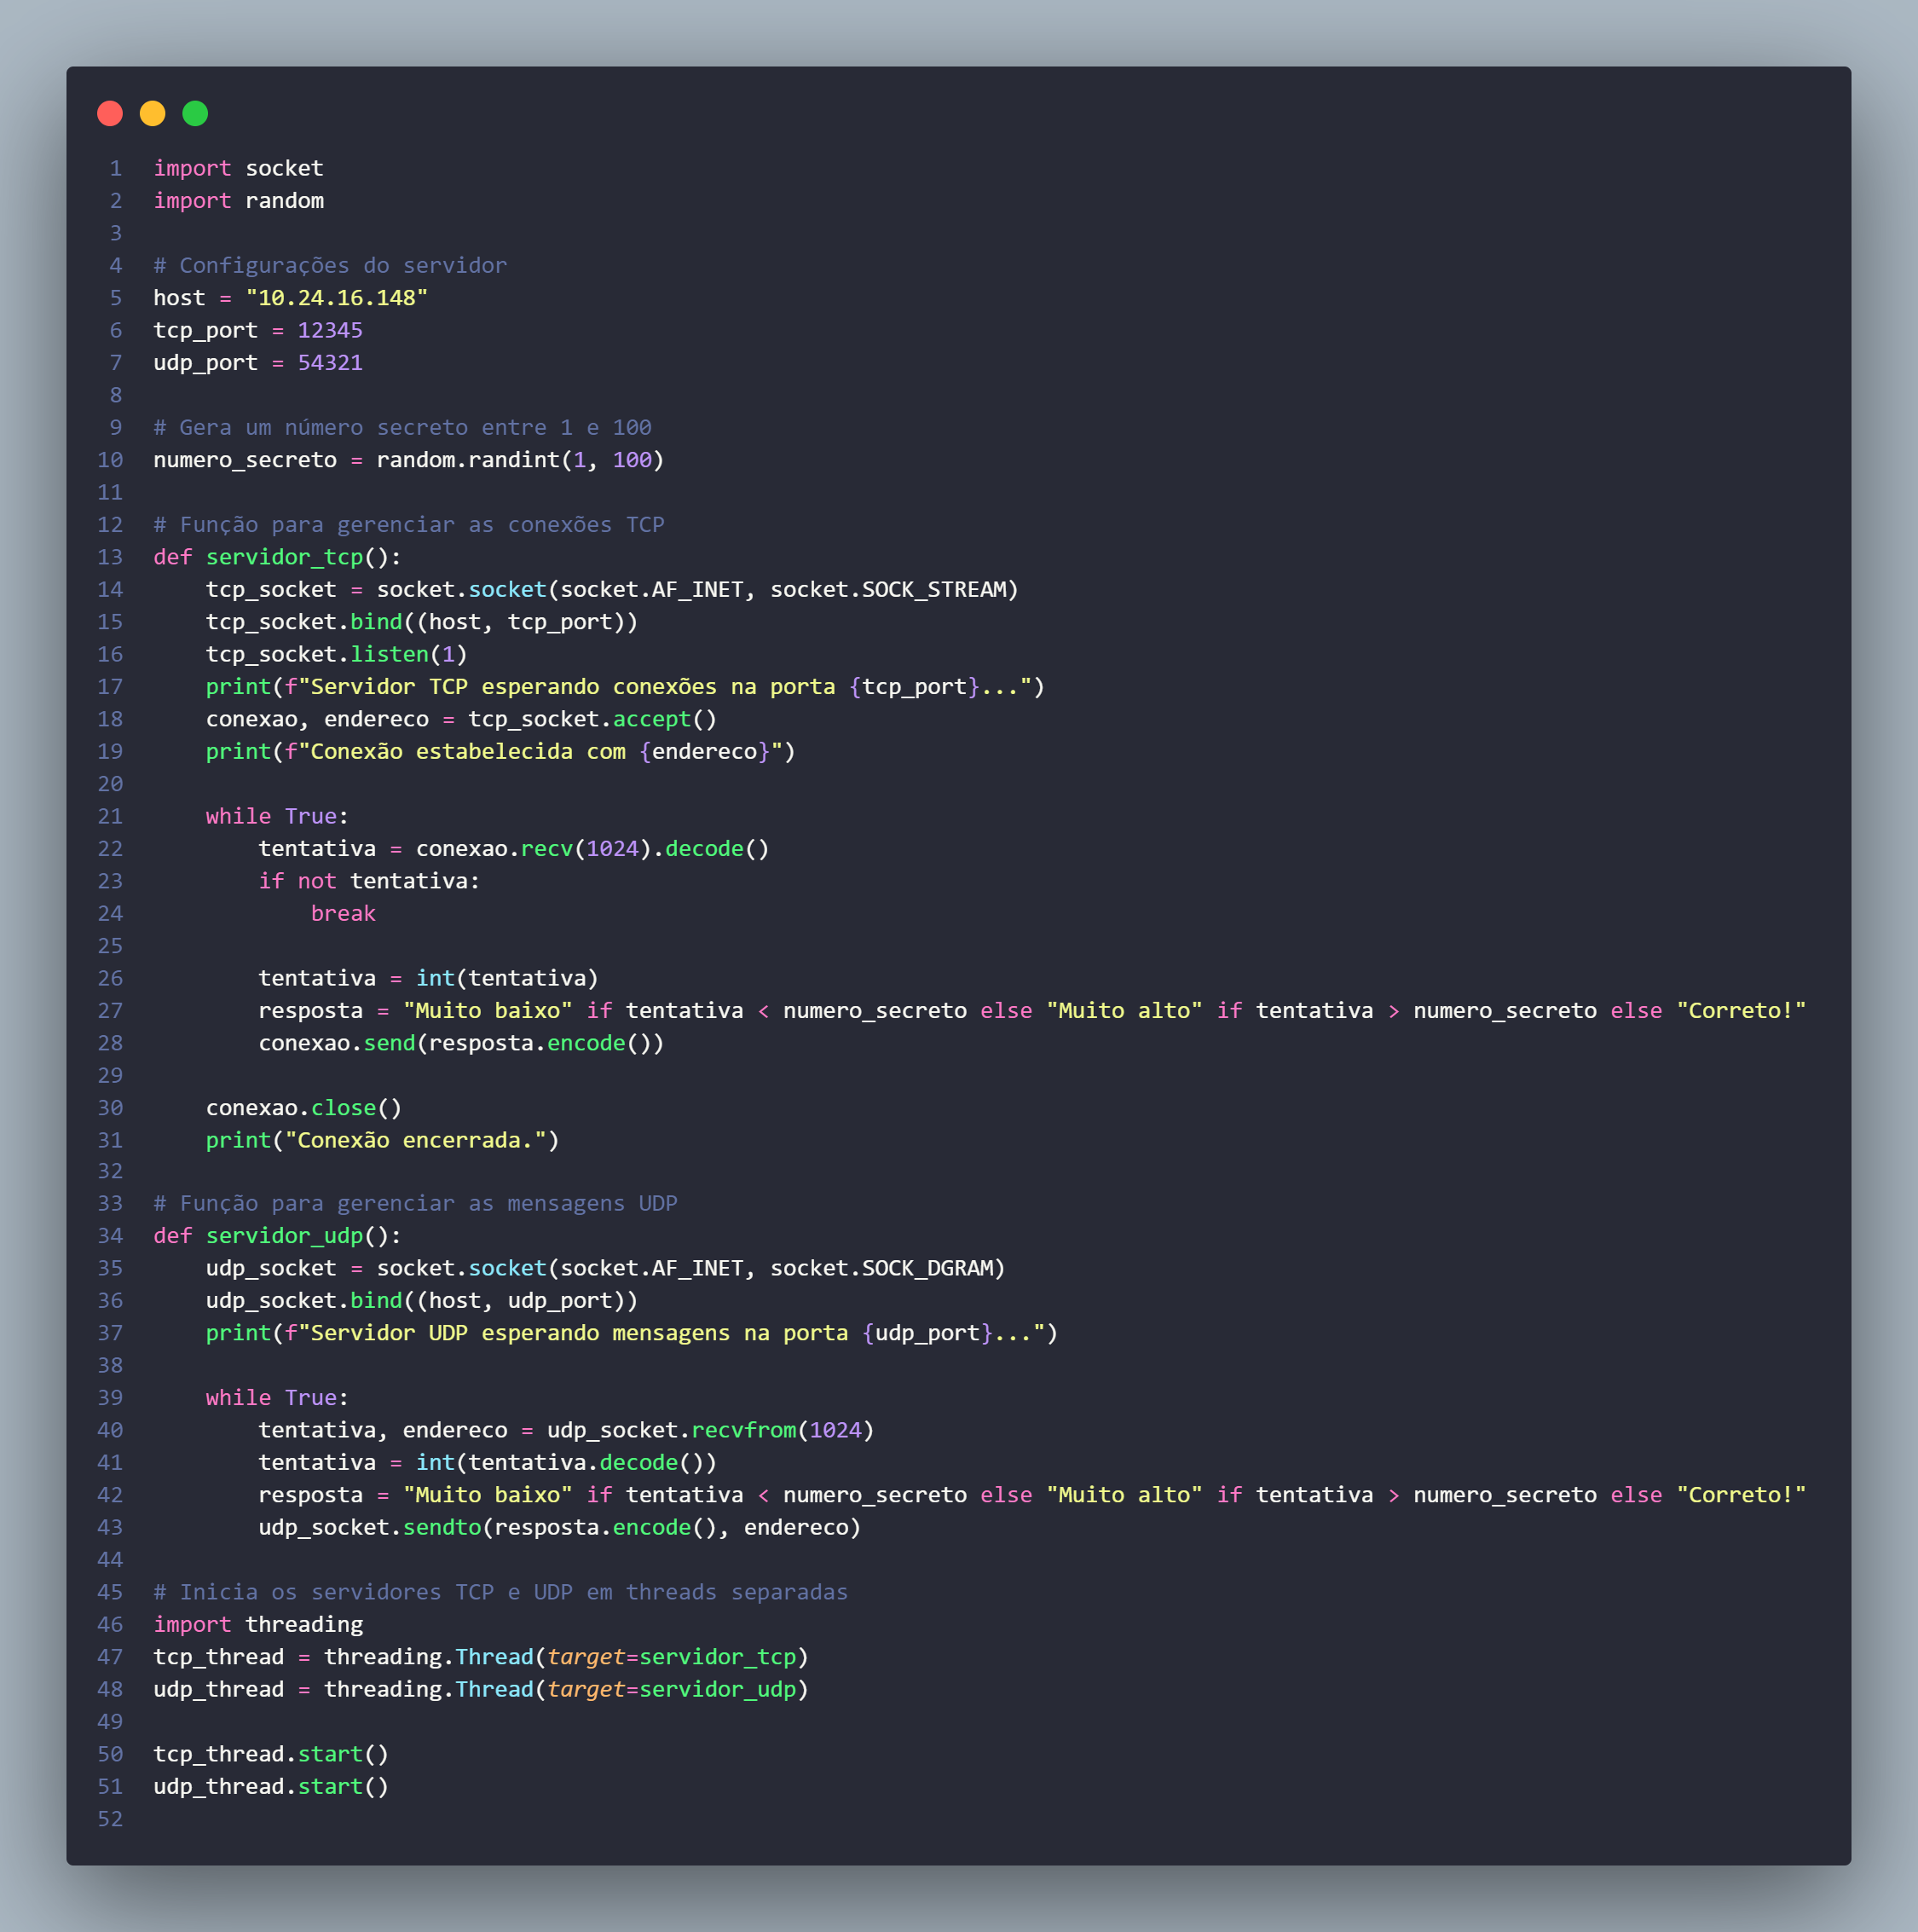 1 import socket
2 import random
3
4 # Configurações do servidor
5 host = "10.24.16.148"
6 tcp_port = 12345
7 udp_port = 54321
8
9 # Gera um número secreto entre 1 e 100
10 numero_secreto = random.randint(1, 100)
11
12 # Função para gerenciar as conexões TCP
13 def servidor_tcp():
14     tcp_socket = socket.socket(socket.AF_INET, socket.SOCK_STREAM)
15     tcp_socket.bind((host, tcp_port))
16     tcp_socket.listen(1)
17     print(f"Servidor TCP esperando conexões na porta {tcp_port}...")
18     conexao, endereco = tcp_socket.accept()
19     print(f"Conexão estabelecida com {endereco}")
20
21     while True:
22         tentativa = conexao.recv(1024).decode()
23         if not tentativa:
24             break
25
26         tentativa = int(tentativa)
27         resposta = "Muito baixo" if tentativa < numero_secreto else "Muito alto" if tentativa > numero_secreto else "Correto!"
28         conexao.send(resposta.encode())
29
30     conexao.close()
31     print("Conexão encerrada.")
32
33 # Função para gerenciar as mensagens UDP
34 def servidor_udp():
35     udp_socket = socket.socket(socket.AF_INET, socket.SOCK_DGRAM)
36     udp_socket.bind((host, udp_port))
37     print(f"Servidor UDP esperando mensagens na porta {udp_port}...")
38
39     while True:
40         tentativa, endereco = udp_socket.recvfrom(1024)
41         tentativa = int(tentativa.decode())
42         resposta = "Muito baixo" if tentativa < numero_secreto else "Muito alto" if tentativa > numero_secreto else "Correto!"
43         udp_socket.sendto(resposta.encode(), endereco)
44
45 # Inicia os servidores TCP e UDP em threads separadas
46 import threading
47 tcp_thread = threading.Thread(target=servidor_tcp)
48 udp_thread = threading.Thread(target=servidor_udp)
49
50 tcp_thread.start()
51 udp_thread.start()
52